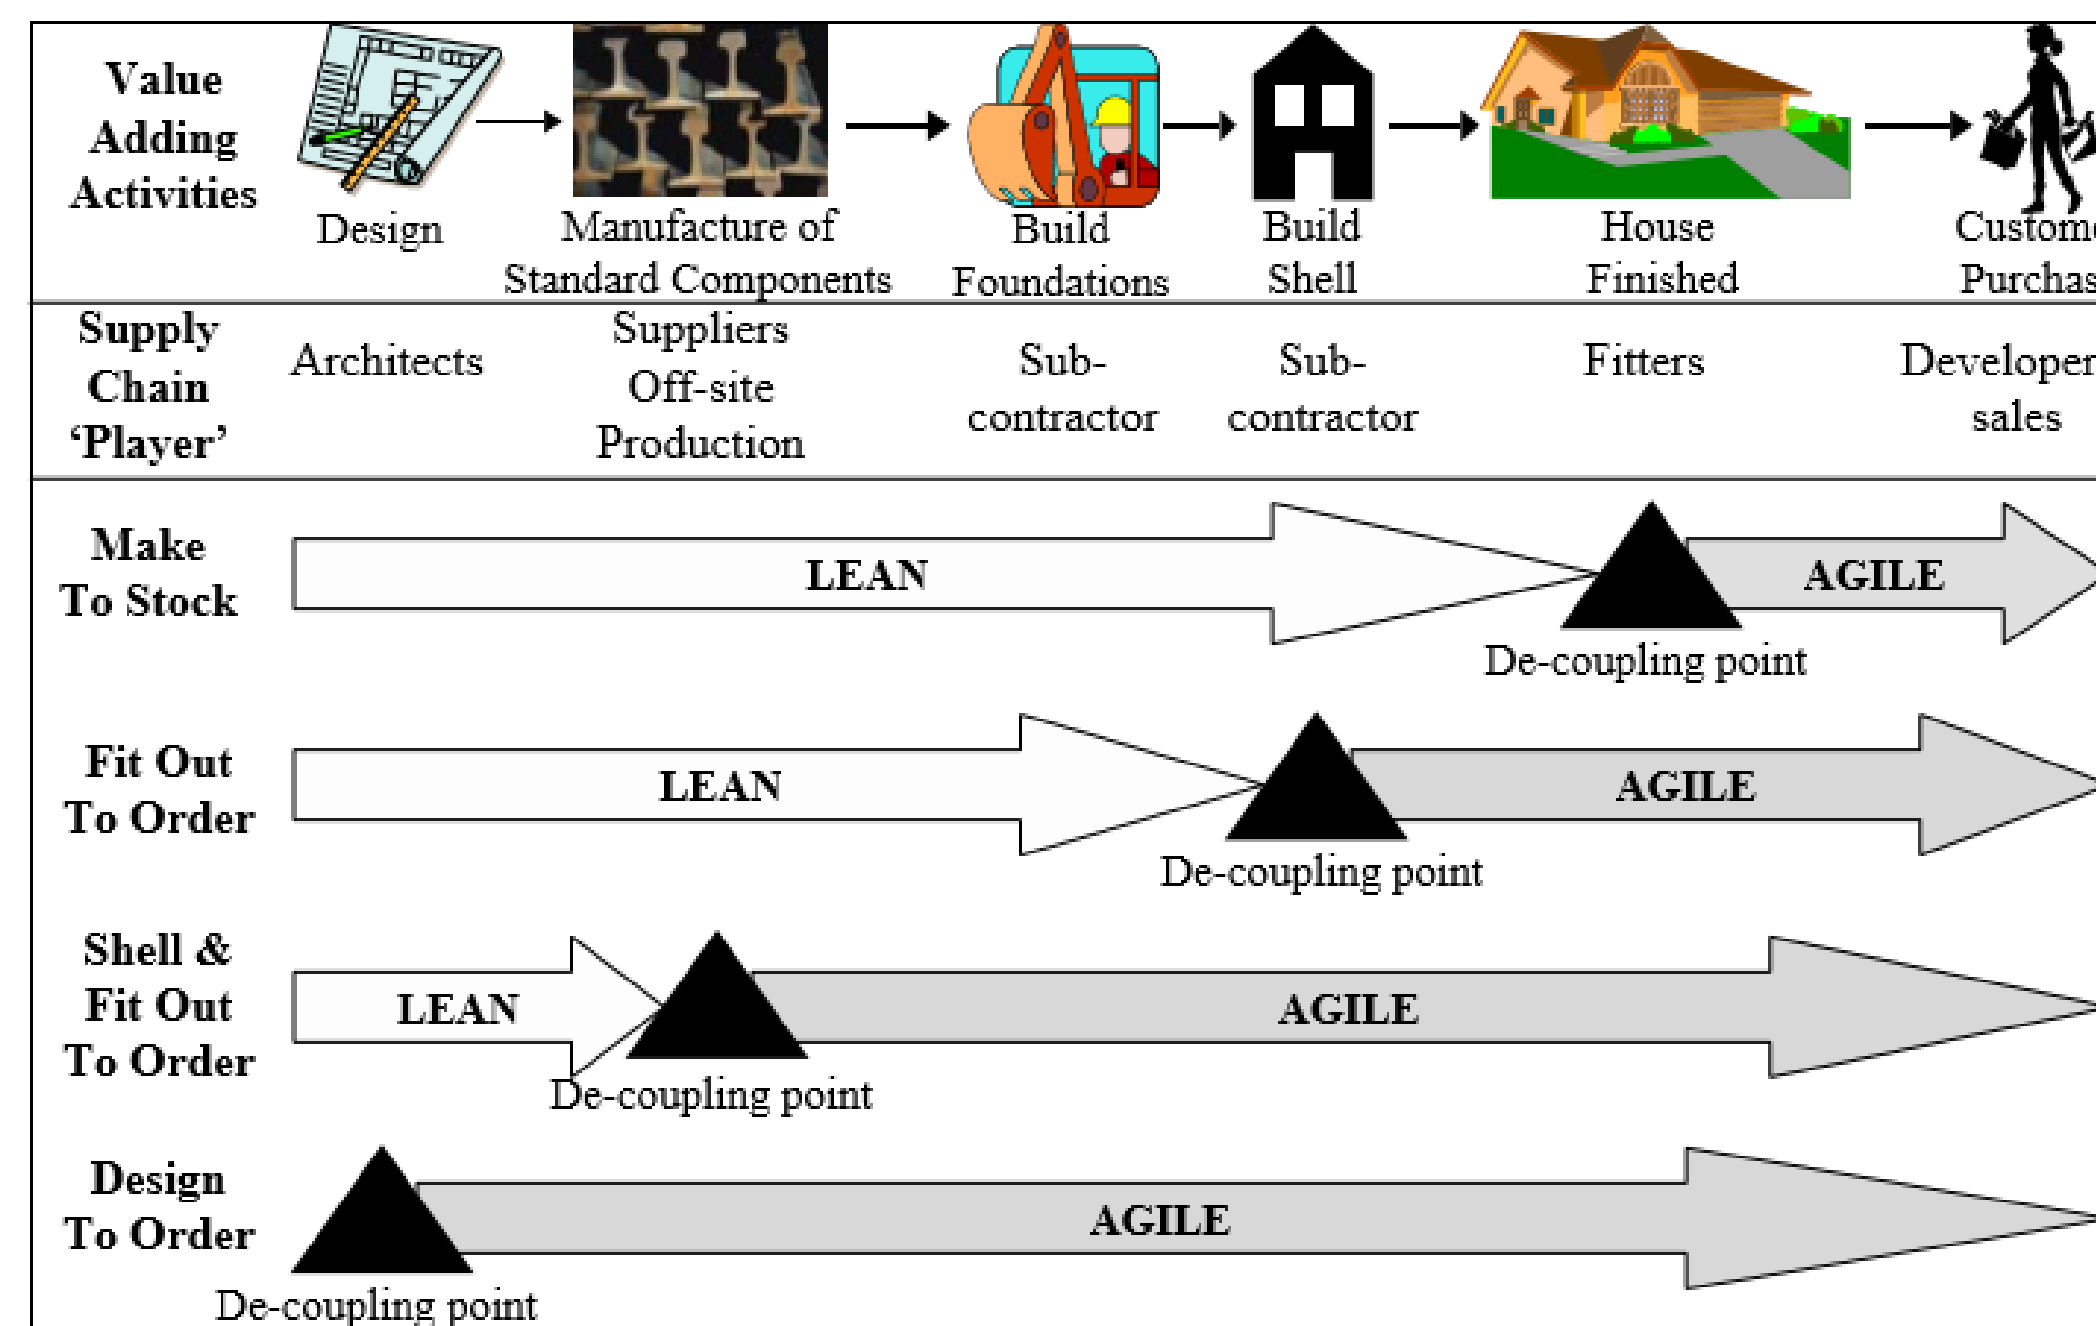 Value
Adding
Activities
Design
Manufacture of
Standard Components
Build
Foundations
Build
Shell
House
Finished
Custome
Purchas
Supply
Chain
‘Player’
Architects
Suppliers
Off-site
Production
Sub-
contractor
Sub-
contractor
Fitters
Developer
sales
Make
To Stock
LEAN
AGILE
De-coupling point
Fit Out
To Order
LEAN
AGILE
De-coupling point
Shell &
Fit Out
To Order
LEAN
AGILE
De-coupling point
Design
To Order
AGILE
De-coupling point